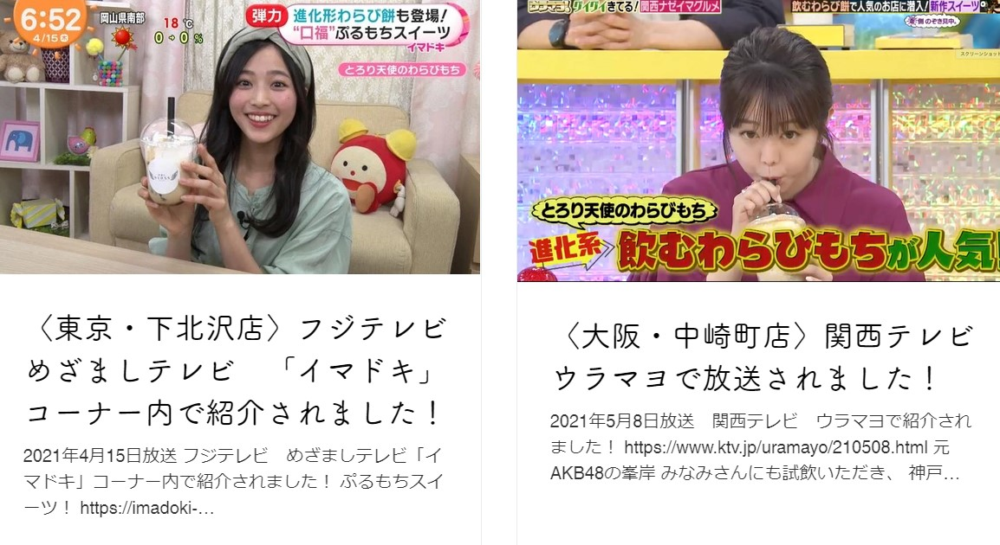 6:52
4/15㊍
岡山県南部
18℃
0→0%
弾力
進化形わらび餅も登場!
"口福"ぷるもちスイーツ
イマドキ
とろり天使のわらびもち
〈東京・下北沢店〉フジテレビ
めざましテレビ　「イマドキ」
コーナー内で紹介されました！
2021年4月15日放送 フジテレビ　めざましテレビ「イ
マドキ」コーナー内で紹介されました！ ぷるもちスイ
ーツ！ https://imadoki-…
グイグイきてる!
関西ナゼイマグルメ
飲むわらび餅で人気のお店に潜入!
新作スイーツ
スクリーンショット
とろり天使のわらびもち
進化系
飲むわらびもちが人気!
〈大阪・中崎町店〉関西テレビ
ウラマヨで放送されました！
2021年5月8日放送　関西テレビ　ウラマヨで紹介され
ました！ https://www.ktv.jp/uramayo/210508.html 元
AKB48の峯岸 みなみさんにも試飲いただき、 神戸…